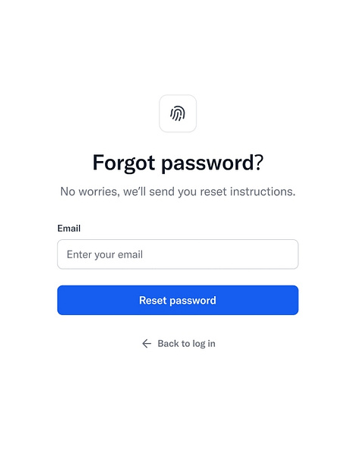 Forgot password?
No worries, we'll send you reset instructions.
Email
Enter your email
Reset password
Back to log in